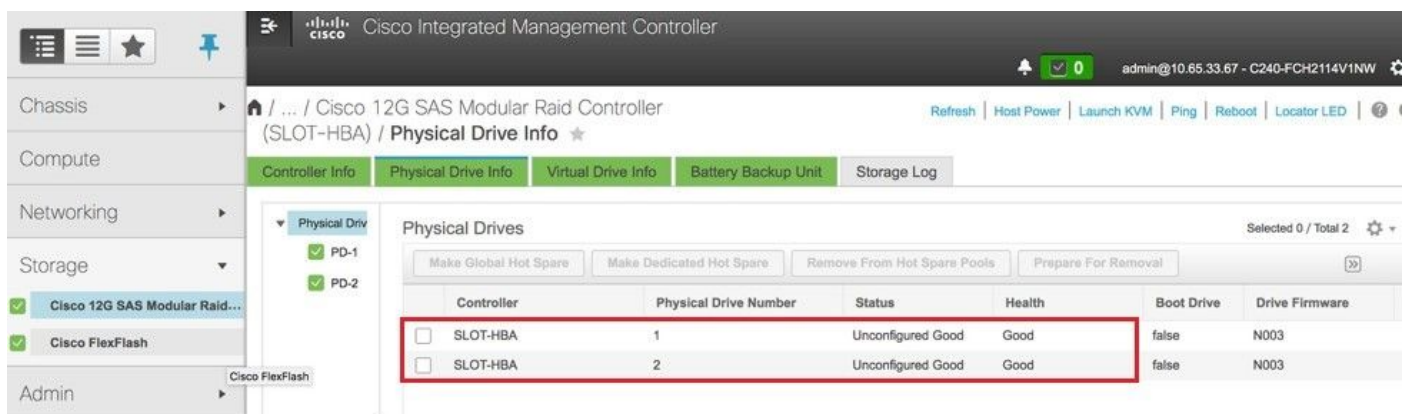 cisco Cisco Integrated Management Controller
0 admin@10.65.33.67 - C240-FCH2114V1NW
Chassis
Compute
Networking
Storage
Cisco 12G SAS Modular Raid...
Cisco FlexFlash
Cisco FlexFlash
Admin
/ ... / Cisco 12G SAS Modular Raid Controller
(SLOT-HBA) / Physical Drive Info
Refresh | Host Power | Launch KVM | Ping | Reboot | Locator LED |
Controller Info Physical Drive Info Virtual Drive Info Battery Backup Unit Storage Log
Physical Driv
PD-1
PD-2
Physical Drives
Selected 0 / Total 2
Make Global Hot Spare Make Dedicated Hot Spare Remove From Hot Spare Pools Prepare For Removal
Controller Physical Drive Number Status Health Boot Drive Drive Firmware
SLOT-HBA 1 Unconfigured Good Good false N003
SLOT-HBA 2 Unconfigured Good Good false N003